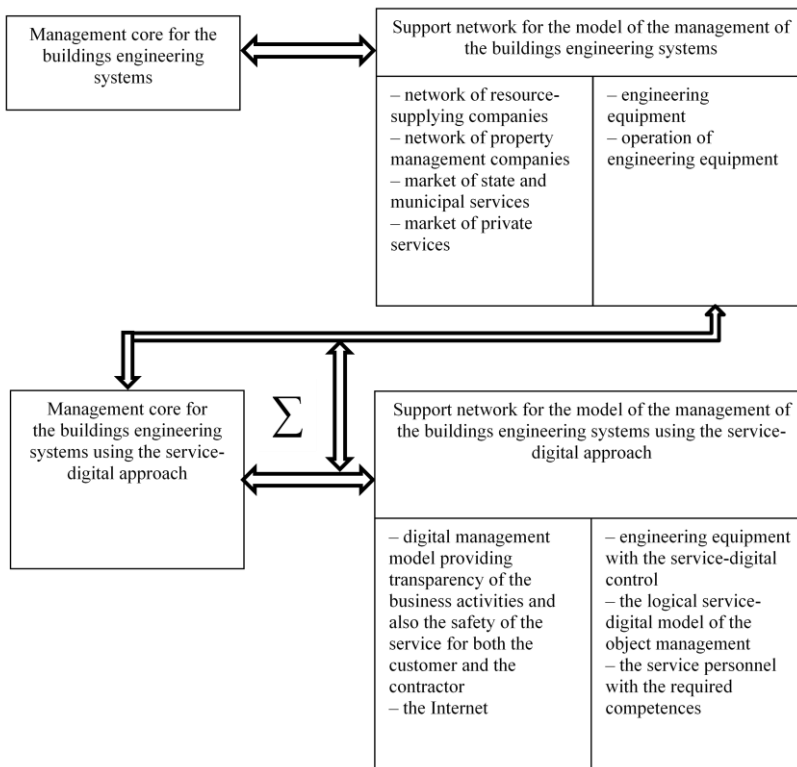 Management core for the
buildings engineering
systems
Support network for the model of the management of
the buildings engineering systems
– network of resource-
supplying companies
– network of property
management companies
– market of state and
municipal services
– market of private
services
– engineering
equipment
– operation of
engineering equipment
Management core for
the buildings engineering
systems using the service-
digital approach
∑
Support network for the model of the management of
the buildings engineering systems using the service-
digital approach
– digital management
model providing
transparency of the
business activities and
also the safety of the
service for both the
customer and the
contractor
– the Internet
– engineering equipment
with the service-digital
control
– the logical service-
digital model of the
object management
– the service personnel
with the required
competences